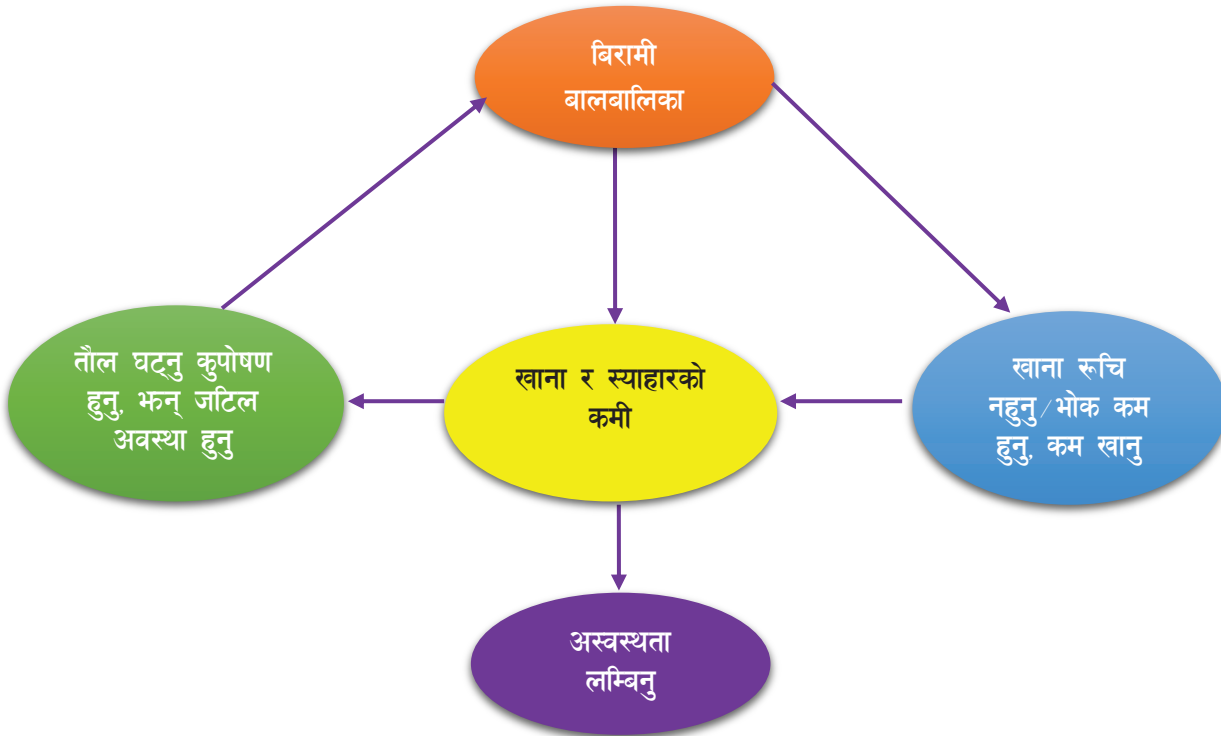 बिरामी
बालबालिका
तौल घट्नु कुपोषण
हुनु, झन् जटिल
अवस्था हुनु
खाना र स्याहारको
कमी
खाना रूचि
नहुनु/भोक कम
हुनु, कम खानु
अस्वस्थता
लम्बिनु